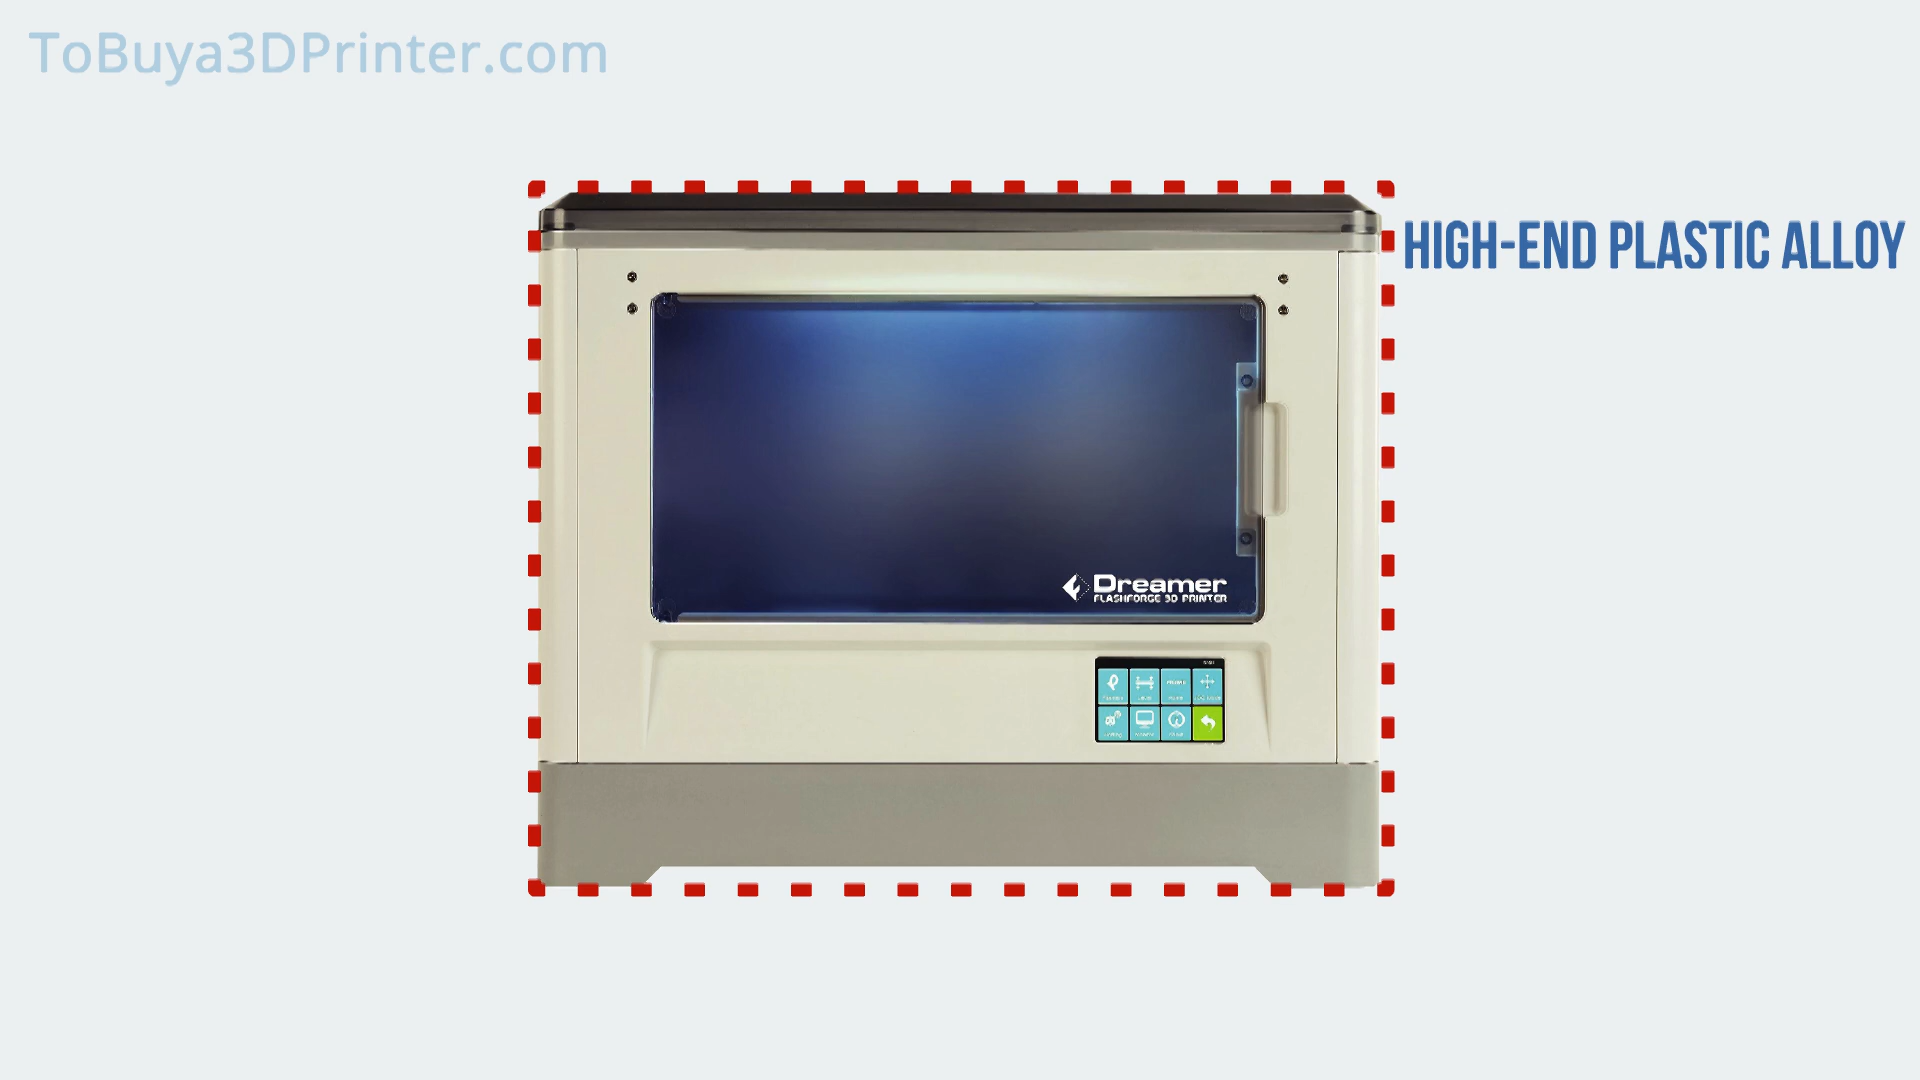 ToBuya3DPrinter.com
HIGH-END PLASTIC ALLOY
Dreamer
FLASHFORGE 3D PRINTER